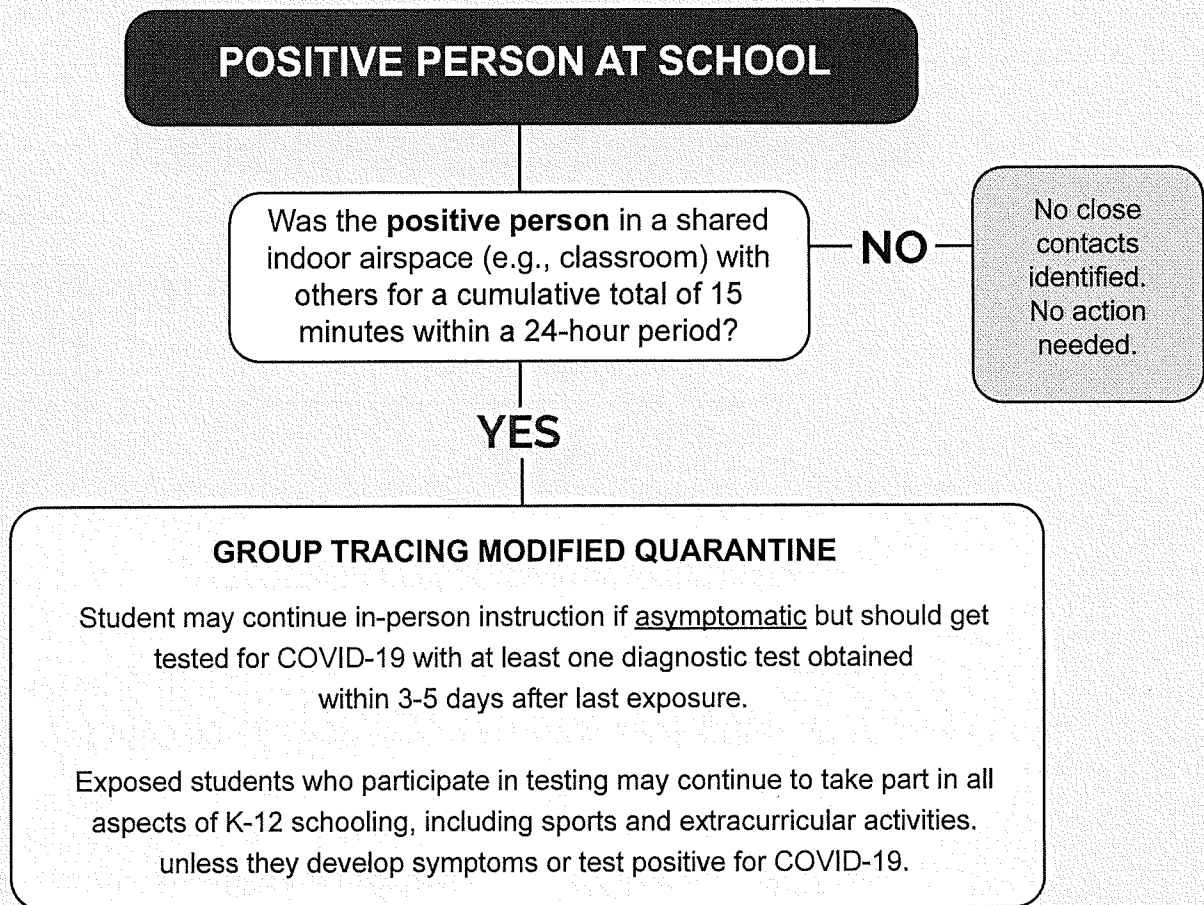 POSITIVE PERSON AT SCHOOL
Was the positive person in a shared
indoor airspace (e.g., classroom) with
others for a cumulative total of 15
minutes within a 24-hour period?
NO
No close
contacts
identified.
No action
needed.
YES
GROUP TRACING MODIFIED QUARANTINE
Student may continue in-person instruction if asymptomatic but should get
tested for COVID-19 with at least one diagnostic test obtained
within 3-5 days after last exposure.
Exposed students who participate in testing may continue to take part in all
aspects of K-12 schooling, including sports and extracurricular activities.
unless they develop symptoms or test positive for COVID-19.